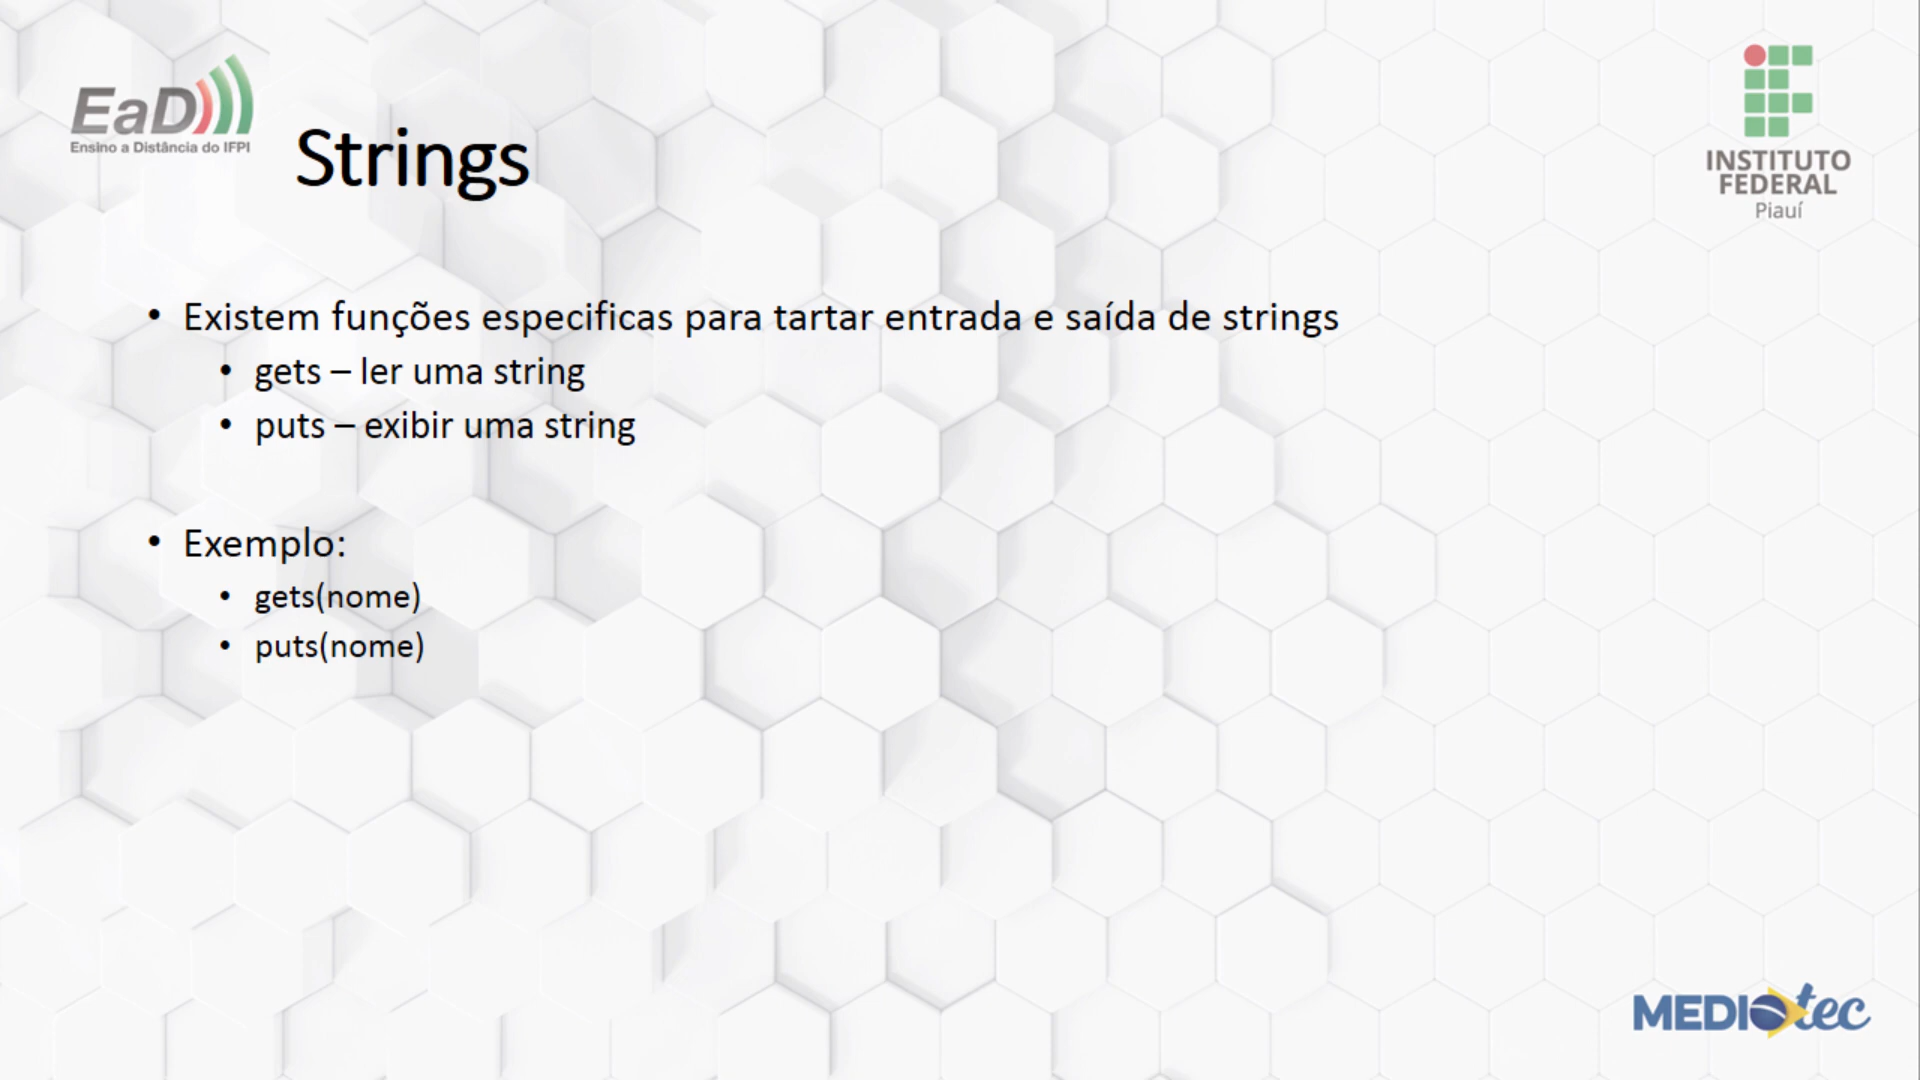 EaD
Ensino a Distância do IFPI
Strings
INSTITUTO
FEDERAL
Piauí
• Existem funções especificas para tartar entrada e saída de strings
• gets – ler uma string
• puts – exibir uma string
• Exemplo:
• gets(nome)
• puts(nome)
MEDIOtec